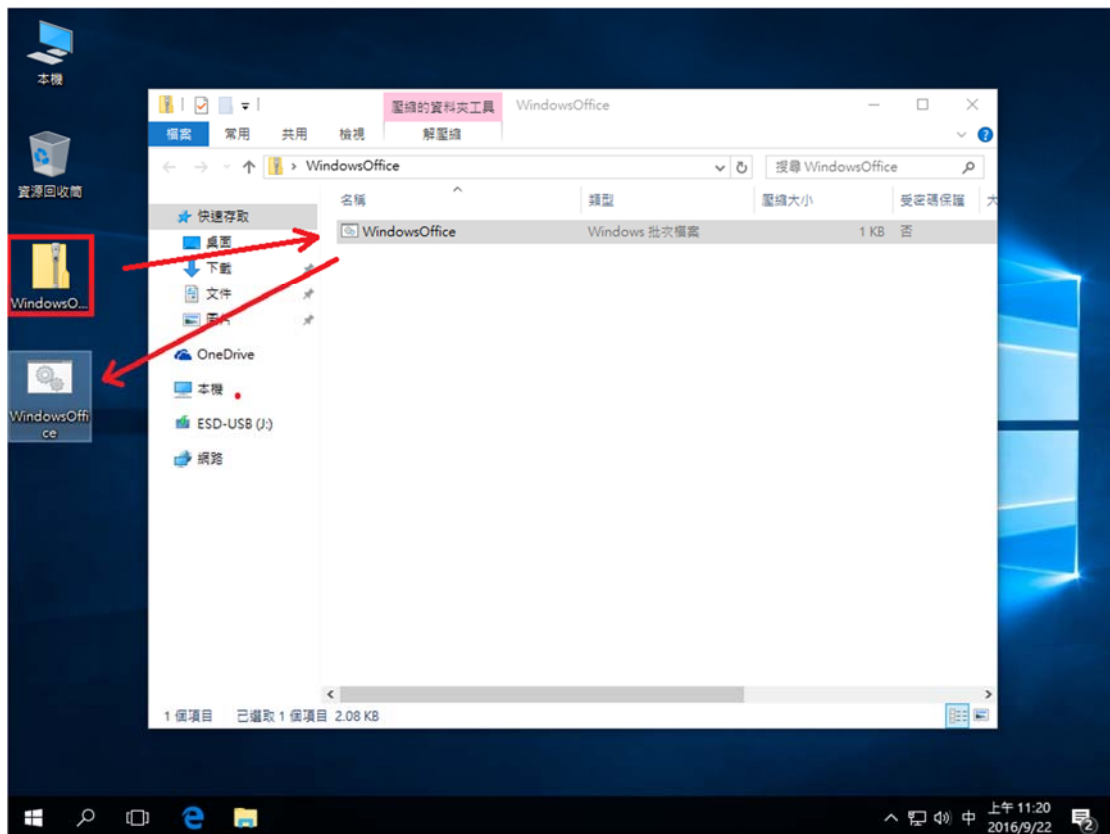 本機
資源回收筒
WindowsO...
WindowsOffi
ce
壓縮的資料夾工具
WindowsOffice
檔案
常用
共用
檢視
解壓縮
WindowsOffice
搜尋 WindowsOffice
名稱
類型
壓縮大小
受密碼保護
大
WindowsOffice
Windows 批次檔案
1 KB
否
快速存取
桌面
下載
文件
圖片
OneDrive
本機
ESD-USB (J:)
網路
1 個項目
已選取 1 個項目 2.08 KB
中
上午 11:20
2016/9/22
2